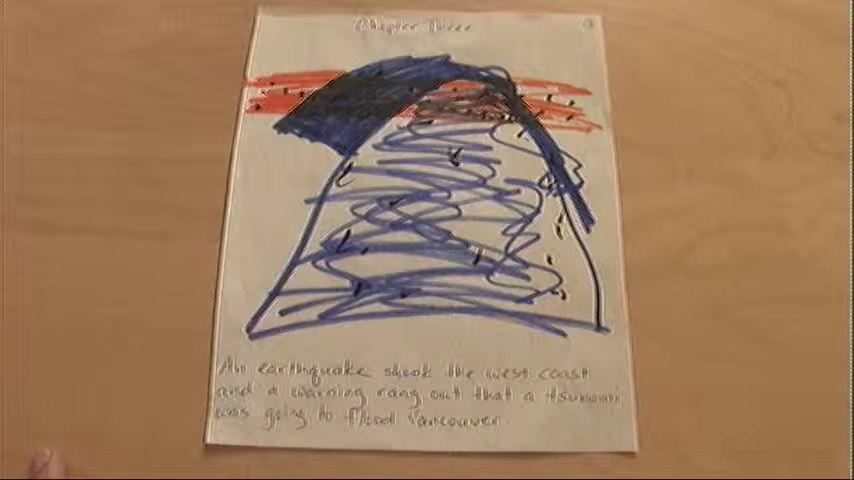 Chapter Three
An earthquake shook the west coast
and a warning rang out that a tsunami
was going to flood Vancouver.